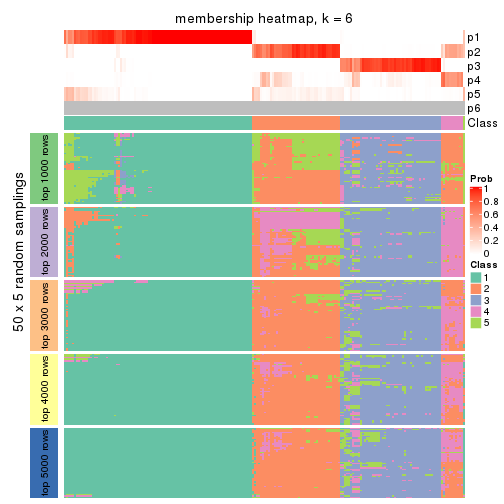 membership heatmap, k = 6
p1
p2
p3
p4
p5
p6
Class
50 x 5 random samplings
top 1000 rows
top 2000 rows
top 3000 rows
top 4000 rows
top 5000 rows
Prob
1
0.8
0.6
0.4
0.2
0
Class
1
2
3
4
5